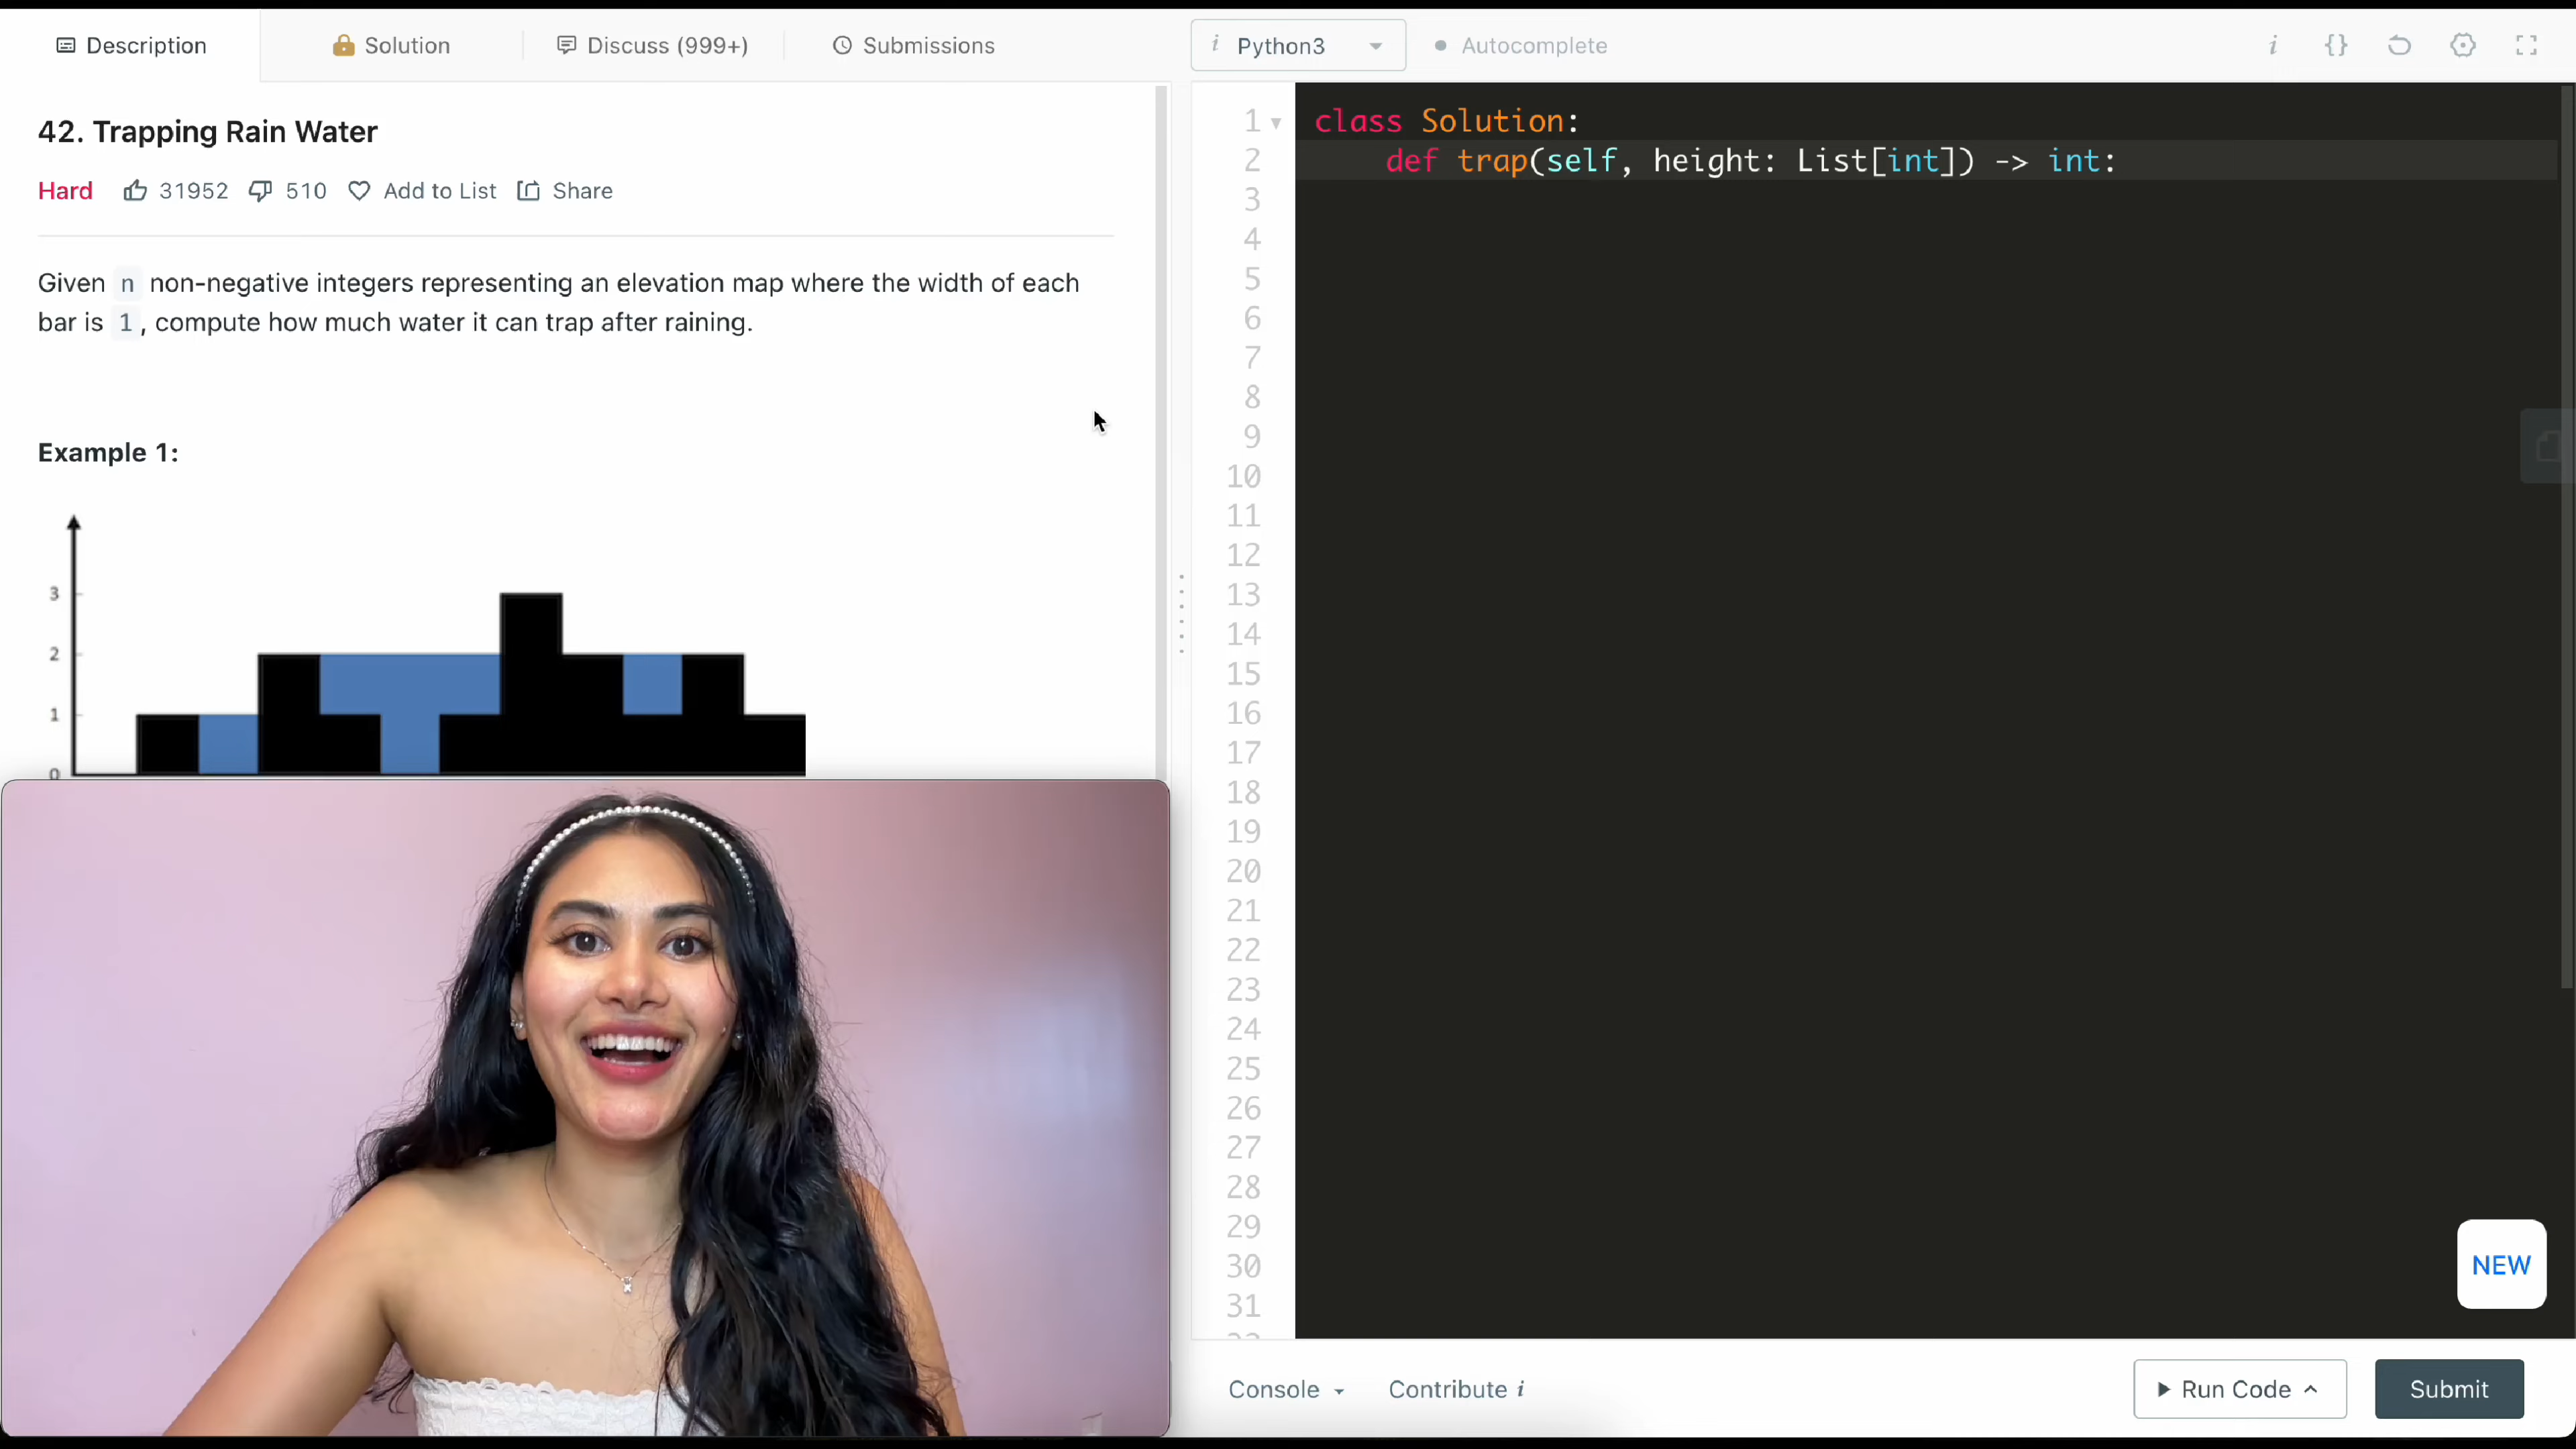 Description
Solution
Discuss (999+)
Submissions
i Python3
Autocomplete
i {}
42. Trapping Rain Water
Hard 31952 510 Add to List Share
Given n non-negative integers representing an elevation map where the width of each
bar is 1, compute how much water it can trap after raining.
Example 1:
3
2
1
0
1 class Solution:
2 def trap(self, height: List[int]) -> int:
3
4
5
6
7
8
9
10
11
12
13
14
15
16
17
18
19
20
21
22
23
24
25
26
27
28
29
30
31
NEW
Console
Contribute i
Run Code
Submit